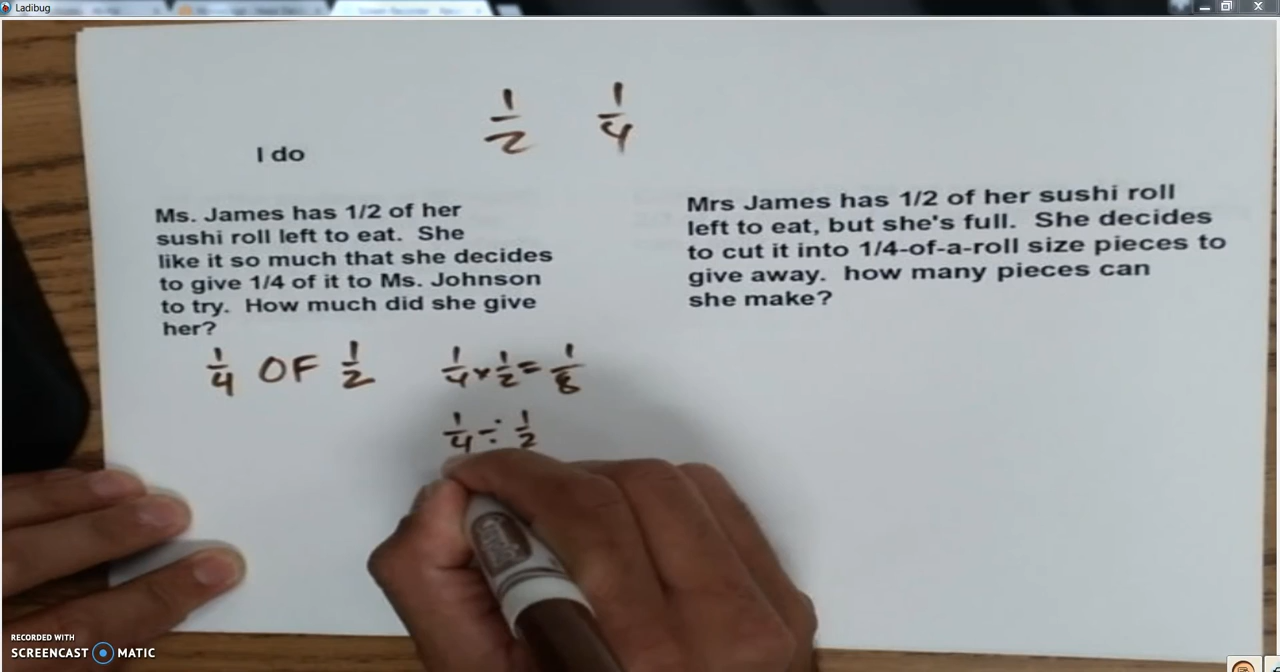 Ladibug
1/2 1/4
I do
Ms. James has 1/2 of her
sushi roll left to eat. She
like it so much that she decides
to give 1/4 of it to Ms. Johnson
to try. How much did she give
her?
1/4 OF 1/2 1/4 × 1/2 = 1/8
1/4 ÷ 1/2
Mrs James has 1/2 of her sushi roll
left to eat, but she's full. She decides
to cut it into 1/4-of-a-roll size pieces to
give away. how many pieces can
she make?
RECORDED WITH
SCREENCAST MATIC